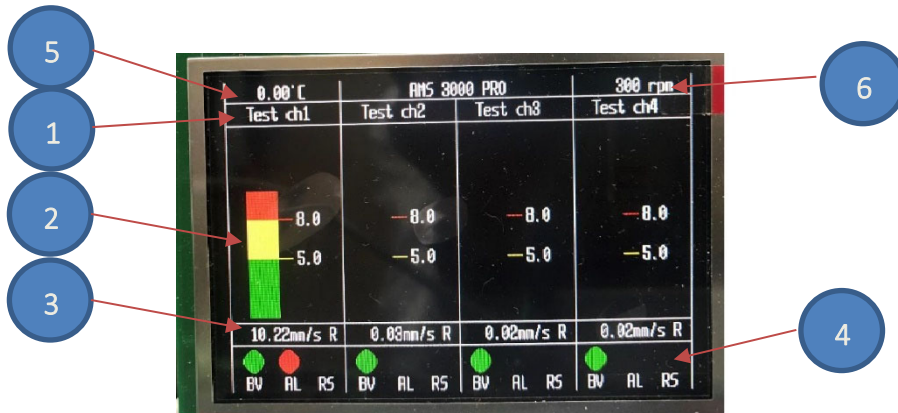 5
1
2
3
4
6
0.00°C AMS 3000 PRO 300 rpm
Test ch1 Test ch2 Test ch3 Test ch4
8.0 8.0 8.0 8.0
5.0 5.0 5.0 5.0
10.22mm/s R 0.03mm/s R 0.02mm/s R 0.02mm/s R
BV AL RS BV AL RS BV AL RS BV AL RS